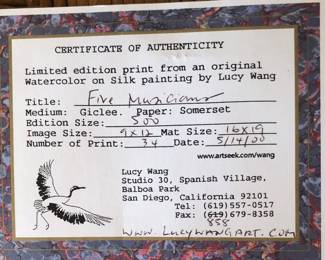 CERTIFICATE OF AUTHENTICITY
Limited edition print from an original
Watercolor on Silk painting by Lucy Wang
Title: Five Musicians
Medium: Giclee. Paper: Somerset
Edition Size: 500
Image Size: 9x12 Mat Size: 16x19
Number of Print: 34 Date: 5/14/00
www.artseek.com/wang
Lucy Wang
Studio 30, Spanish Village,
Balboa Park
San Diego, California 92101
Tel: (619) 557-0517
Fax: (619) 679-8358
858
www.LUCYWANGART.COM